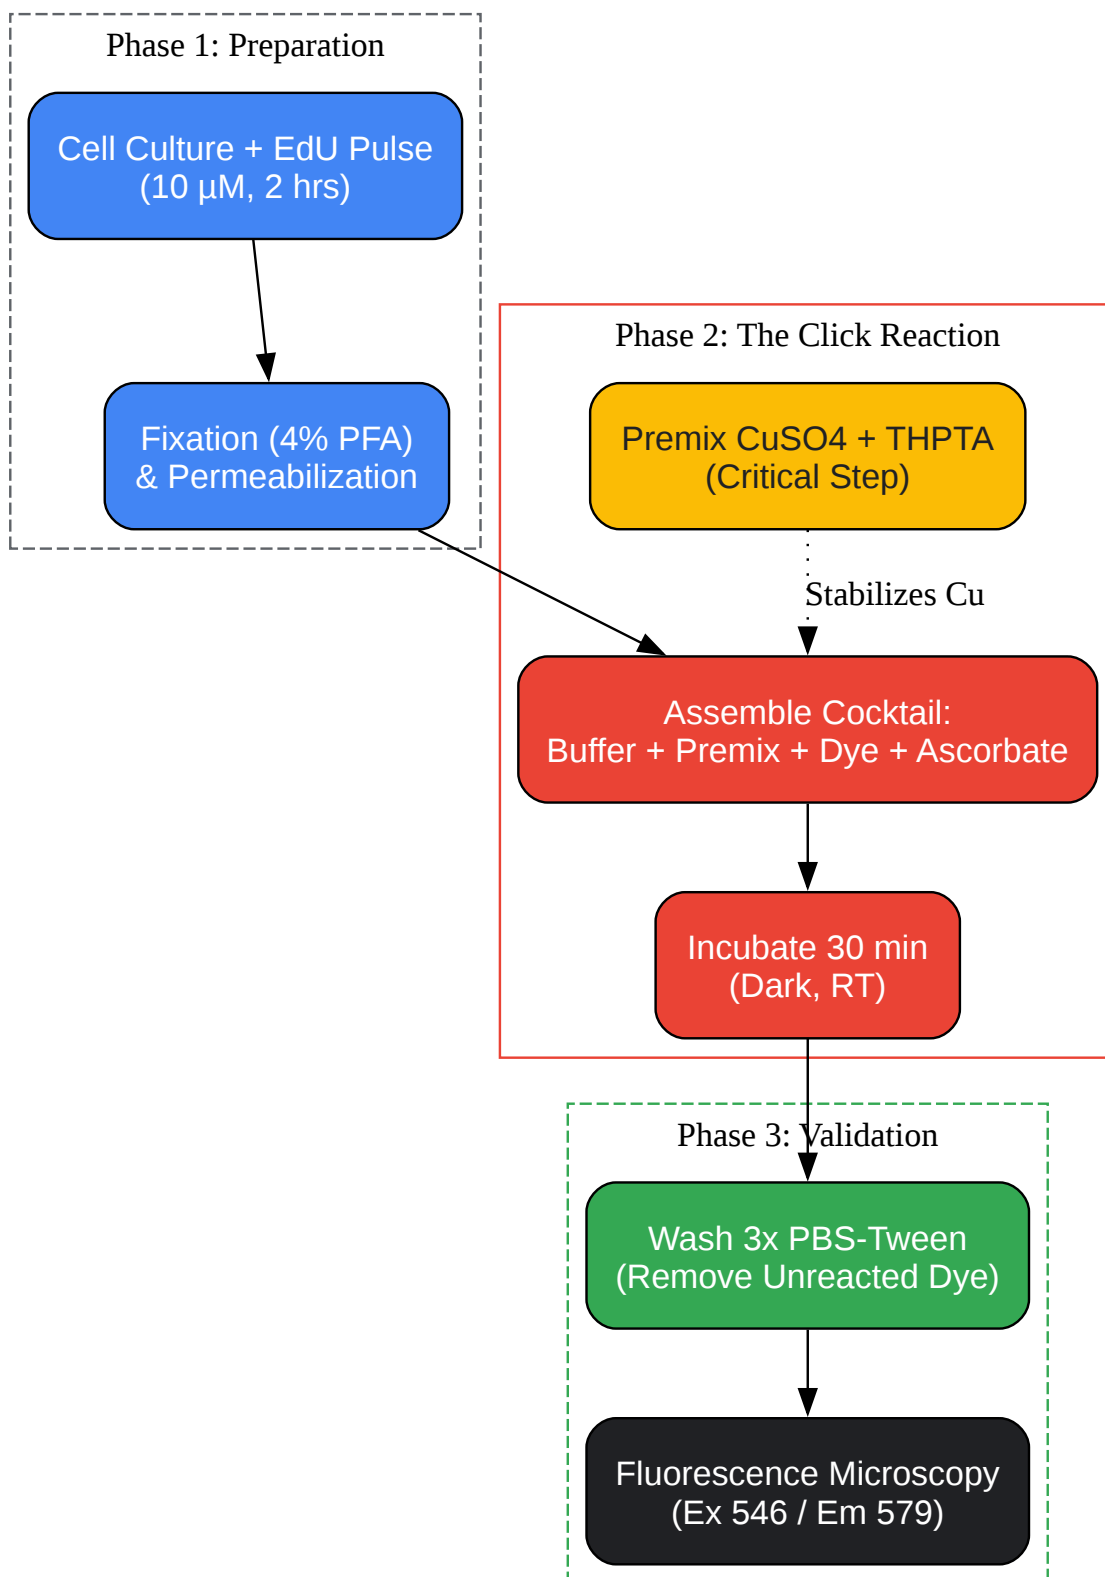 Phase 1: Preparation
Cell Culture + EdU Pulse
(10 µM, 2 hrs)
Fixation (4% PFA)
& Permeabilization
Phase 2: The Click Reaction
Premix CuSO4 + THPTA
(Critical Step)
Stabilizes Cu
Assemble Cocktail:
Buffer + Premix + Dye + Ascorbate
Incubate 30 min
(Dark, RT)
Phase 3: Validation
Wash 3x PBS-Tween
(Remove Unreacted Dye)
Fluorescence Microscopy
(Ex 546 / Em 579)